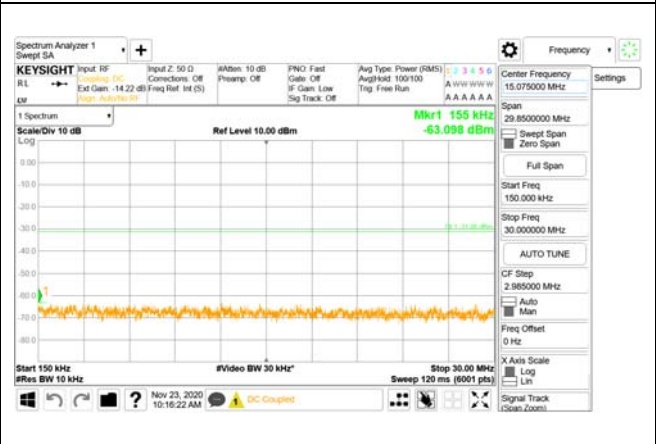 Spectrum Analyzer 1
Swept SA
Frequency
KEYSIGHT
RL
Input: RF
Coupling: DC
Ext Gain: -14.22 dB
Align: Auto/No RF
Input Z: 50 Ω
Corrections: Off
Freq Ref: Int (S)
#Atten: 10 dB
Preamp: Off
PNO: Fast
Gate: Off
IF Gain: Low
Sig Track: Off
Avg Type: Power (RMS)
Avg|Hold: 100/100
Trig: Free Run
1 2 3 4 5 6
A W W W W W
A A A A A A
1 Spectrum
Scale/Div 10 dB
Log
Ref Level 10.00 dBm
Mkr1 155 kHz
-63.098 dBm
0.00
-10.0
-20.0
-30.0
-40.0
-50.0
-60.0
-70.0
-80.0
1
Start 150 kHz
#Res BW 10 kHz
#Video BW 30 kHz*
Stop 30.00 MHz
Sweep 120 ms (6001 pts)
Nov 23, 2020
10:16:22 AM
DC Coupled
Center Frequency
15.075000 MHz
Settings
Span
29.8500000 MHz
Swept Span
Zero Span
Full Span
Start Freq
150.000 kHz
Stop Freq
30.000000 MHz
AUTO TUNE
CF Step
2.985000 MHz
Auto
Man
Freq Offset
0 Hz
X Axis Scale
Log
Lin
Signal Track
(Span Zoom)